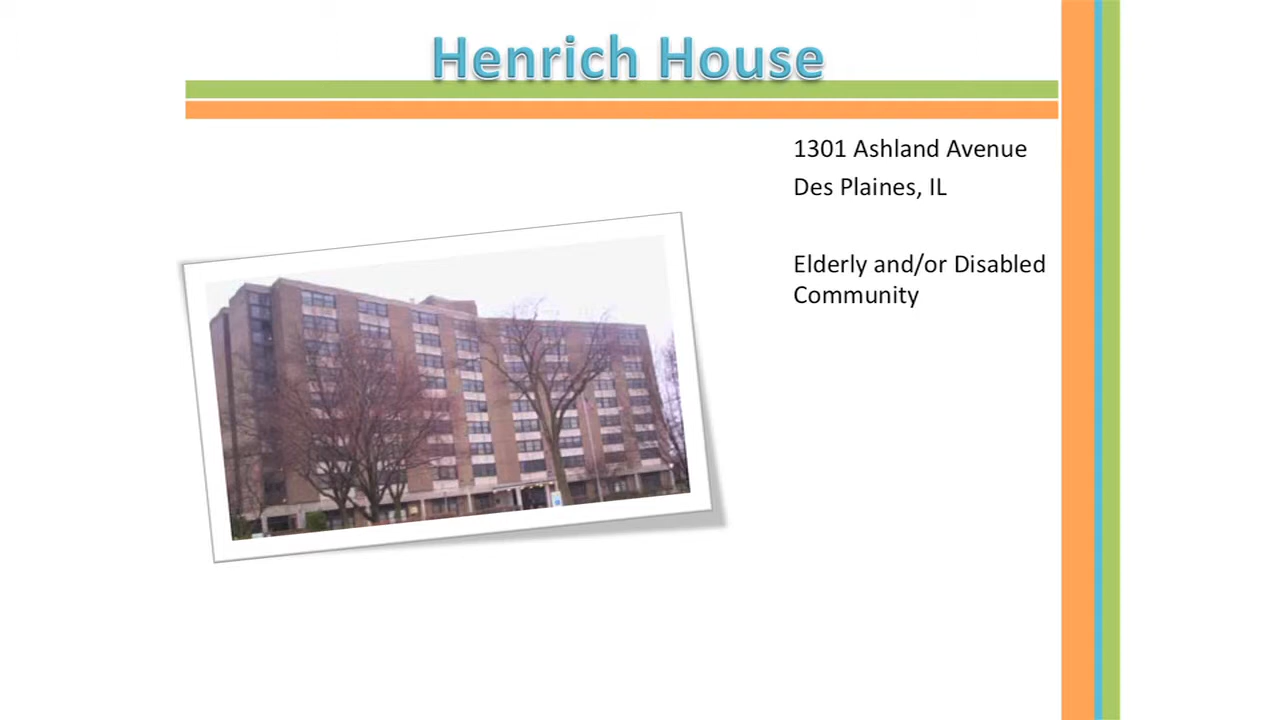 Henrich House
1301 Ashland Avenue
Des Plaines, IL
Elderly and/or Disabled
Community